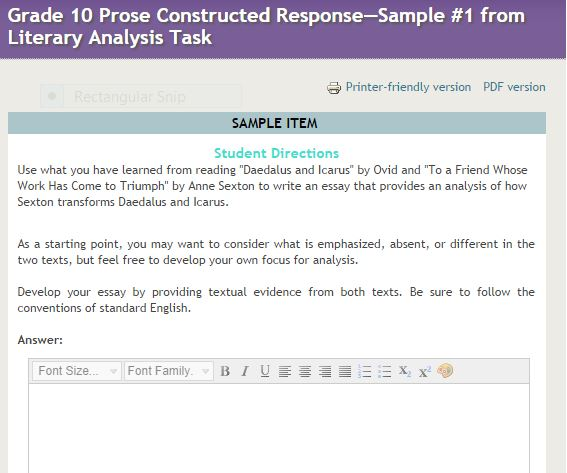 Grade 10 Prose Constructed Response—Sample #1 from
Literary Analysis Task
Rectangular Snip
Printer-friendly version PDF version
SAMPLE ITEM
Student Directions
Use what you have learned from reading "Daedalus and Icarus" by Ovid and "To a Friend Whose
Work Has Come to Triumph" by Anne Sexton to write an essay that provides an analysis of how
Sexton transforms Daedalus and Icarus.
As a starting point, you may want to consider what is emphasized, absent, or different in the
two texts, but feel free to develop your own focus for analysis.
Develop your essay by providing textual evidence from both texts. Be sure to follow the
conventions of standard English.
Answer:
Font Size... Font Family. B I U X₂ X²